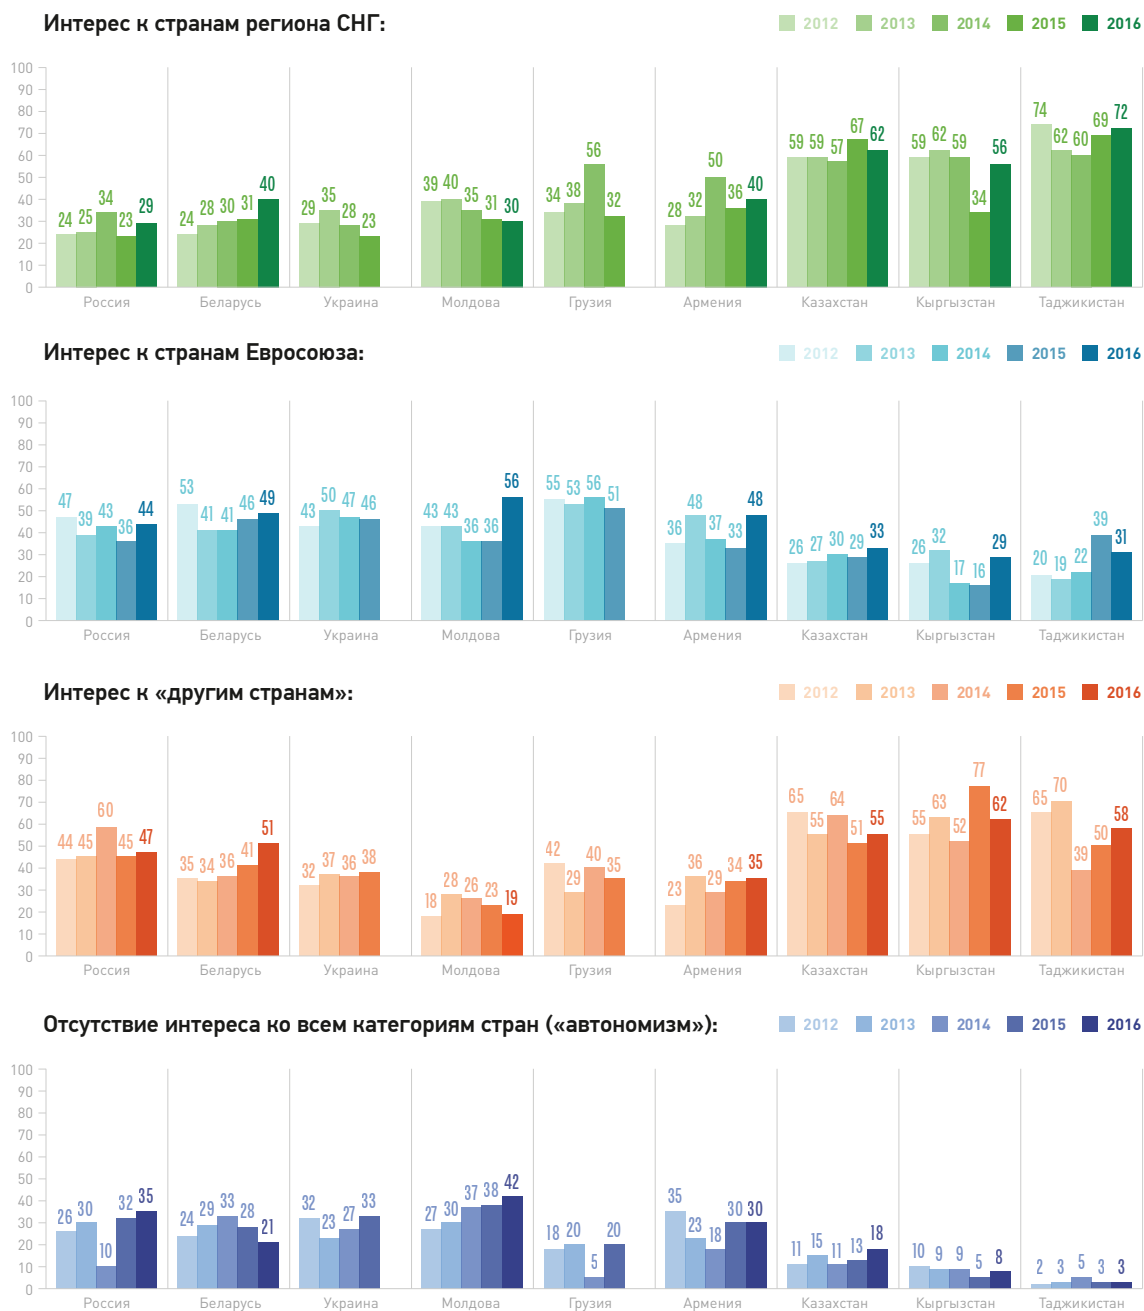 Интерес к странам региона СНГ:
2012 2013 2014 2015 2016
100
90
80
70
60
50
40
30
20
10
0
24 25 34 23 29
24 28 30 31 40
29 35 28 23
39 40 35 31 30
34 38 56 32
28 32 50 36 40
59 59 57 67 62
59 62 59 34 56
74 62 60 69 72
Россия Беларусь Украина Молдова Грузия Армения Казахстан Кыргызстан Таджикистан
Интерес к странам Евросоюза:
2012 2013 2014 2015 2016
100
90
80
70
60
50
40
30
20
10
0
47 39 43 36 44
53 41 41 46 49
43 50 47 46
43 43 36 36 56
55 53 56 51
36 48 37 33 48
26 27 30 29 33
26 32 17 16 29
20 19 22 39 31
Россия Беларусь Украина Молдова Грузия Армения Казахстан Кыргызстан Таджикистан
Интерес к «другим странам»:
2012 2013 2014 2015 2016
100
90
80
70
60
50
40
30
20
10
0
44 45 60 45 47
35 34 36 41 51
32 37 36 38
18 28 26 23 19
42 29 40 35
23 36 29 34 35
65 55 64 51 55
55 63 52 77 62
65 70 39 50 58
Россия Беларусь Украина Молдова Грузия Армения Казахстан Кыргызстан Таджикистан
Отсутствие интереса ко всем категориям стран («автономизм»):
2012 2013 2014 2015 2016
100
90
80
70
60
50
40
30
20
10
0
26 30 10 32 35
24 29 33 28 21
32 23 27 33
27 30 37 38 42
18 20 5 20
35 23 18 30 30
11 15 11 13 18
10 9 9 5 8
2 3 5 3 3
Россия Беларусь Украина Молдова Грузия Армения Казахстан Кыргызстан Таджикистан